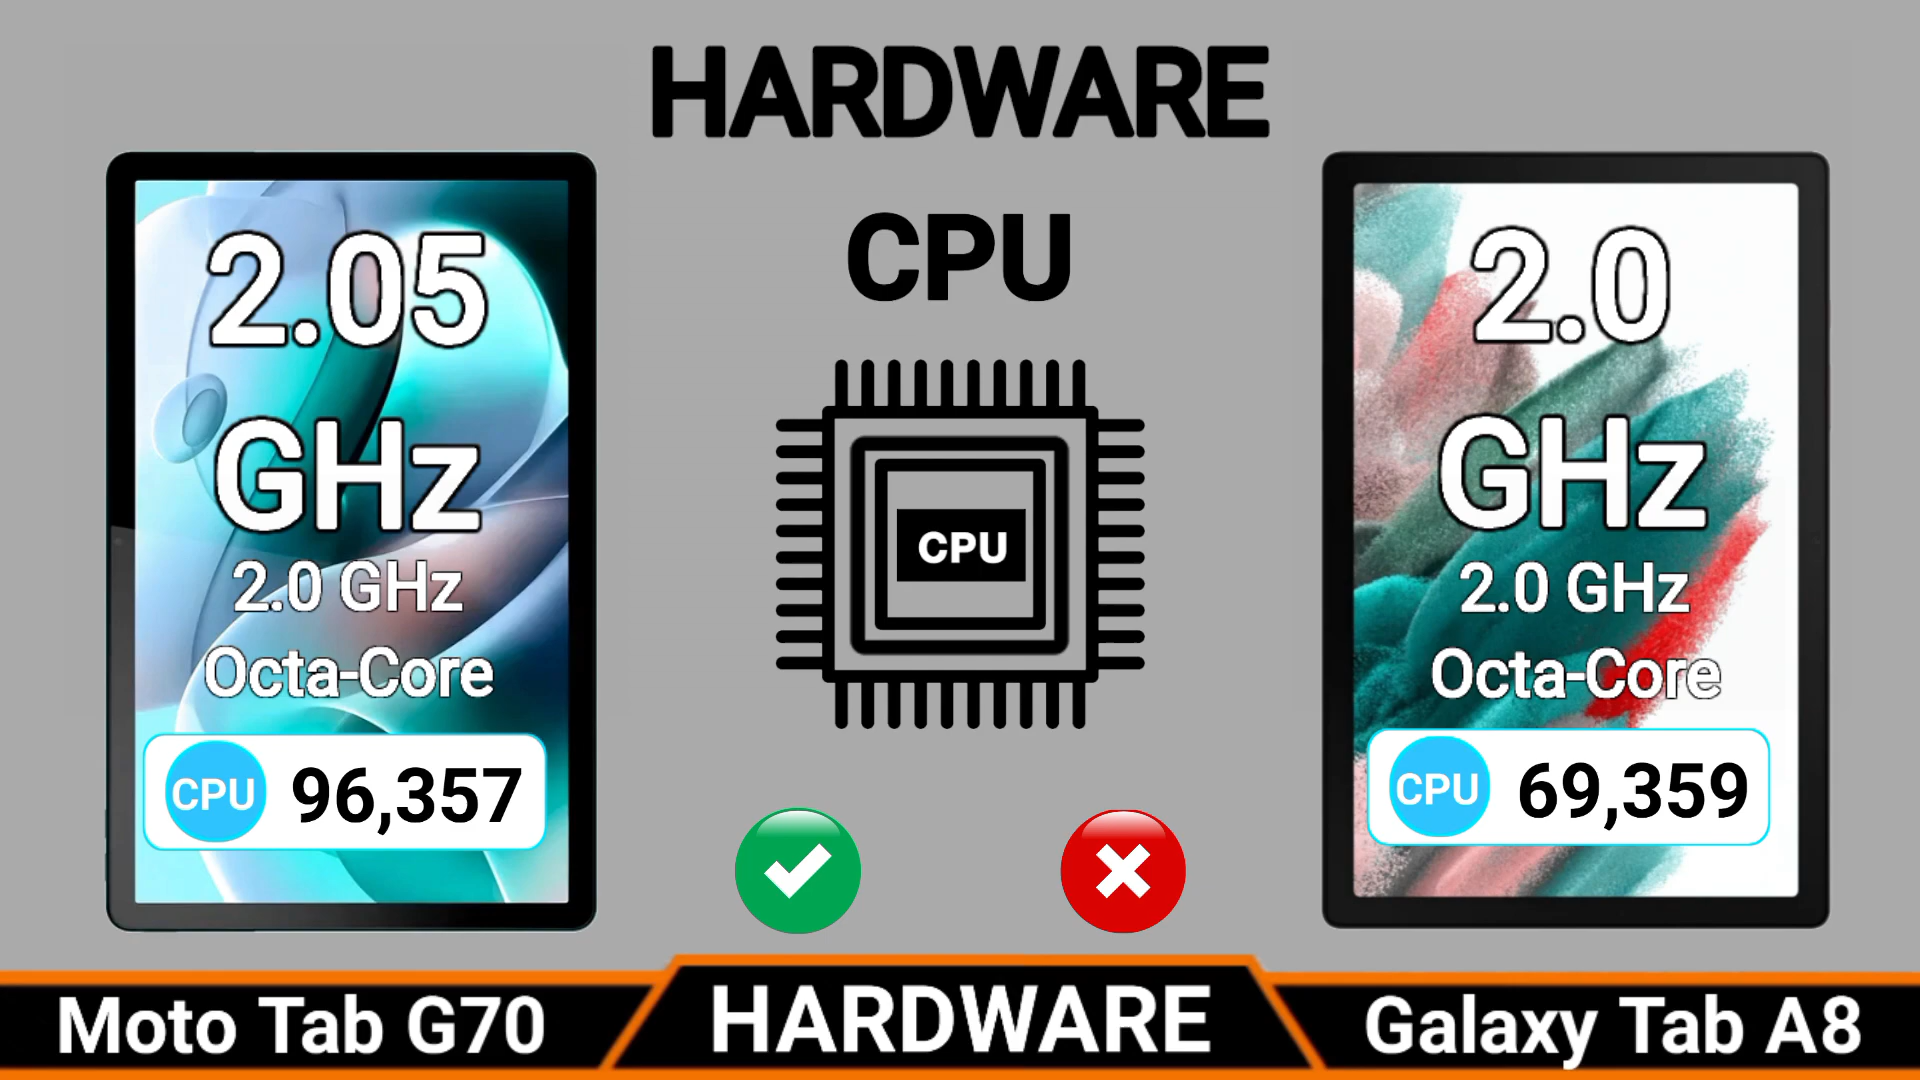 HARDWARE
CPU
2.05
GHz
2.0 GHz
Octa-Core
CPU 96,357
CPU
2.0
GHz
2.0 GHz
Octa-Core
CPU 69,359
Moto Tab G70
HARDWARE
Galaxy Tab A8